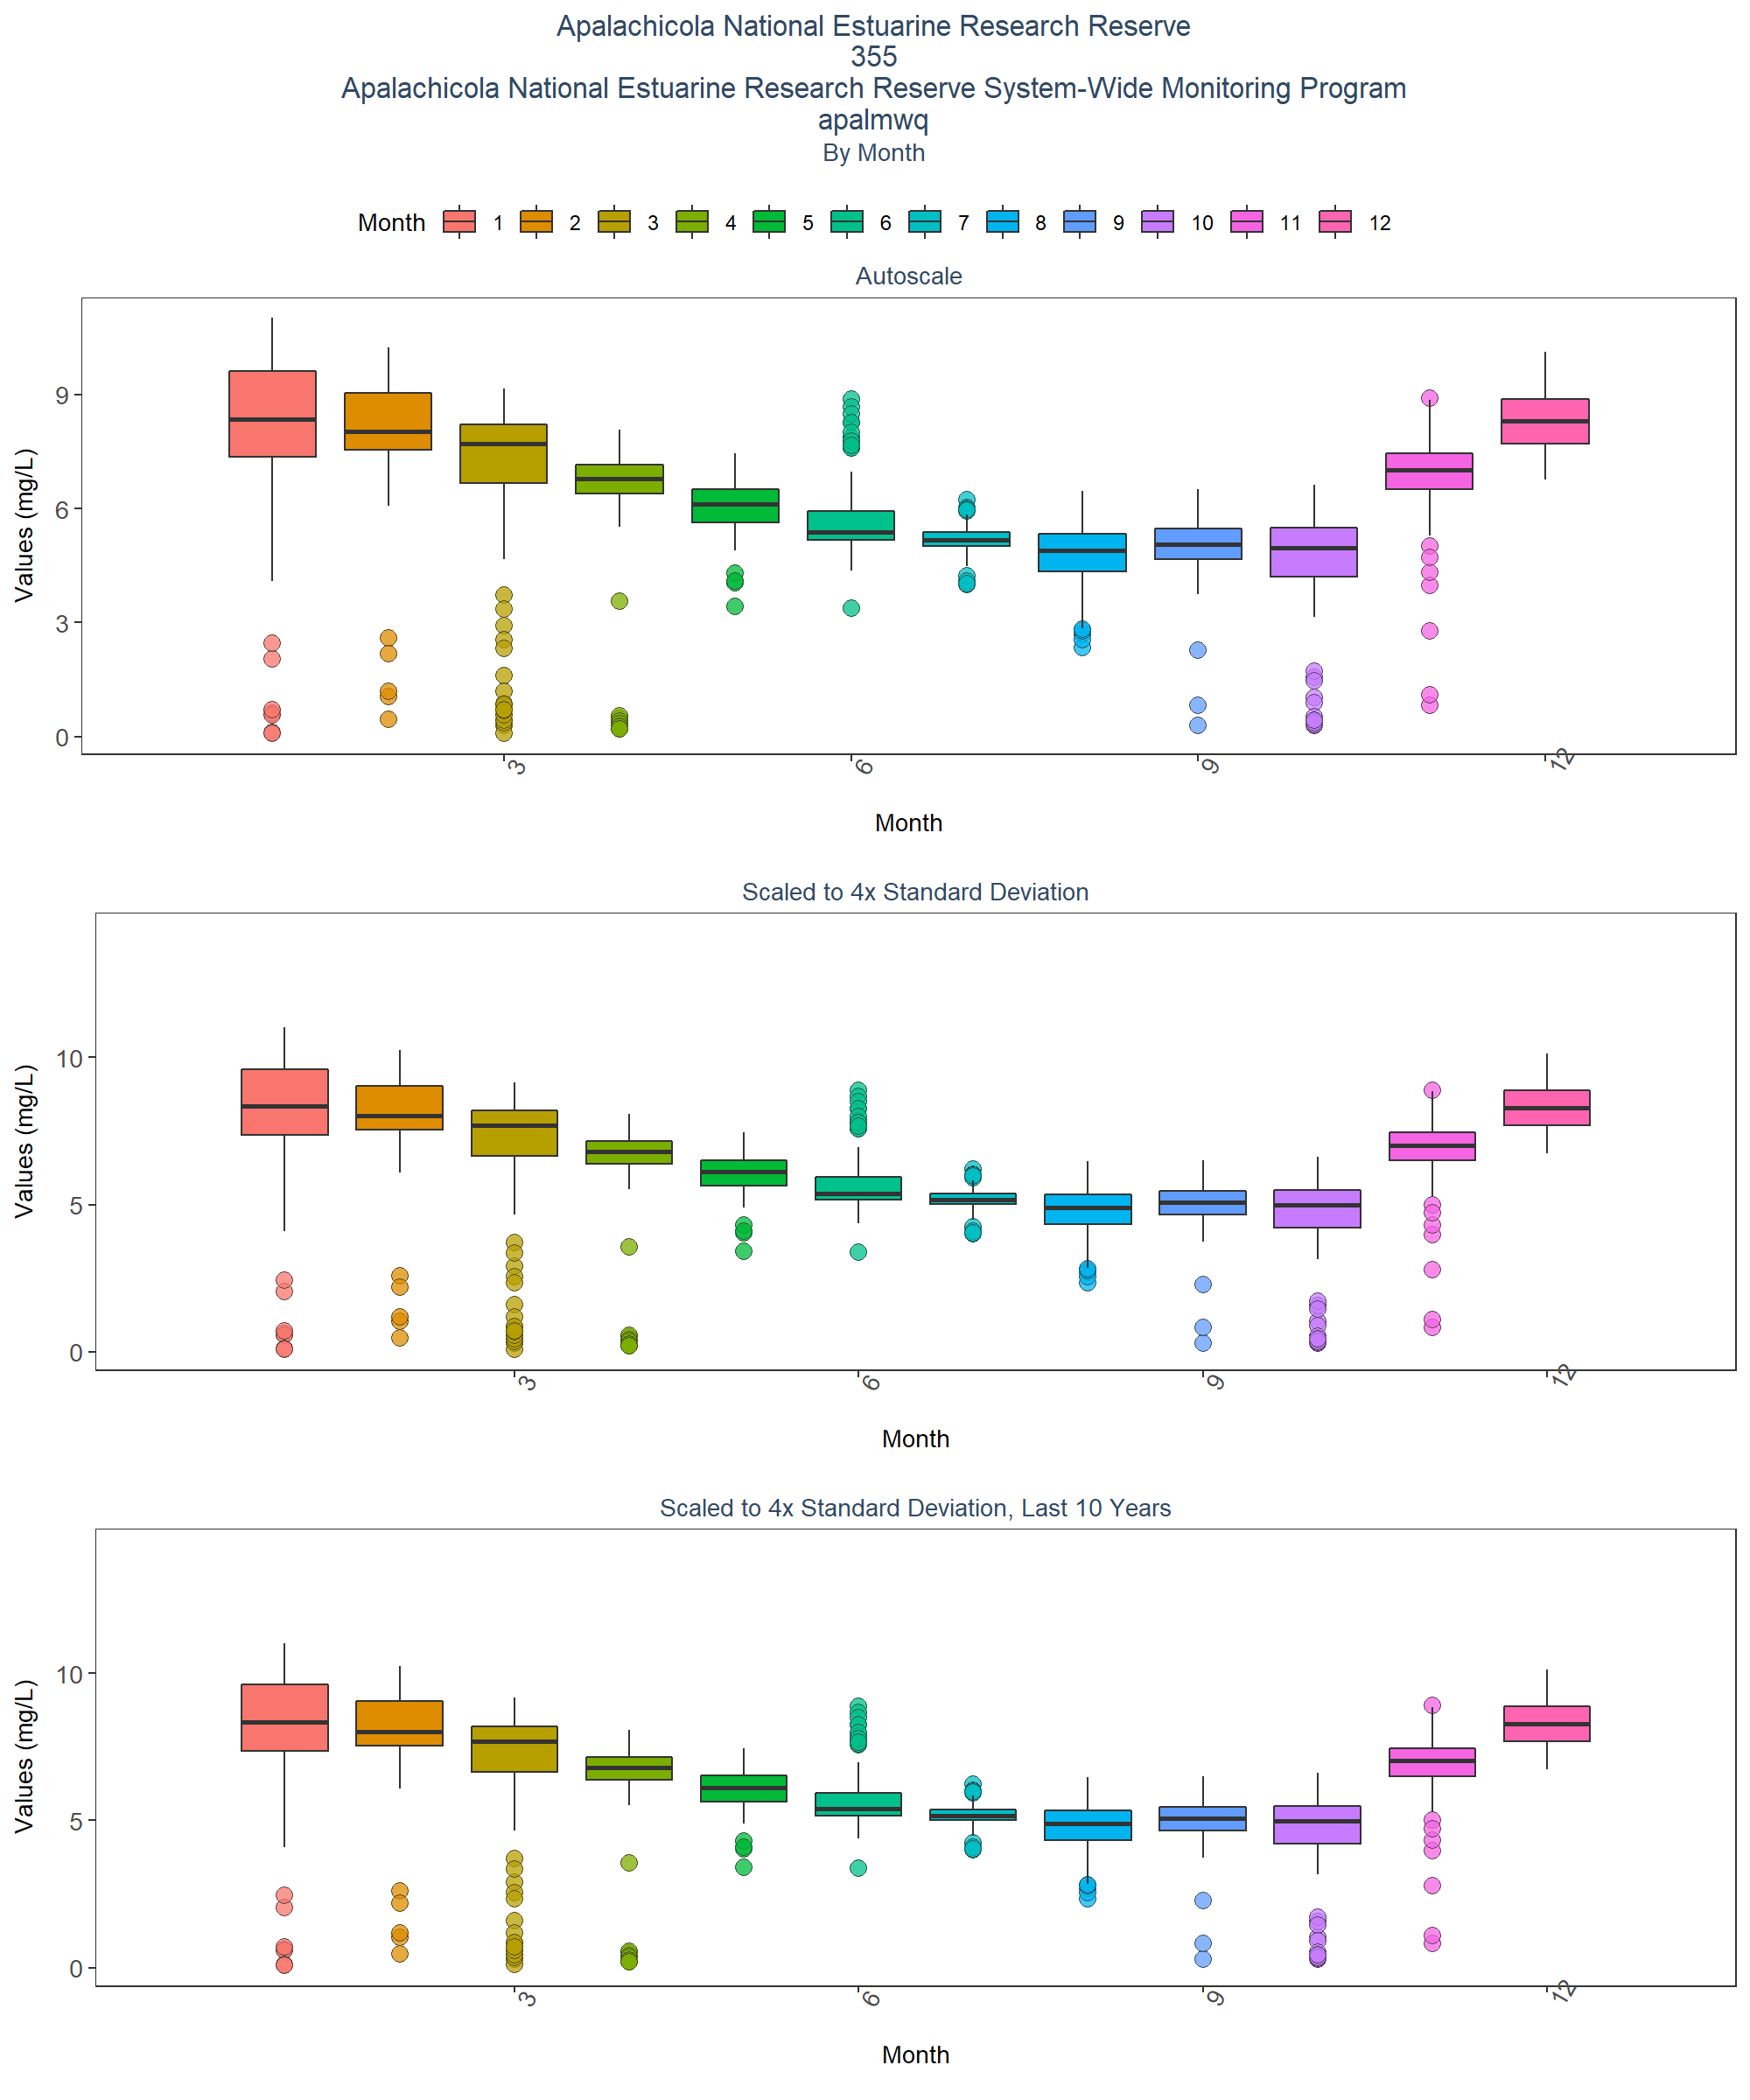 Apalachicola National Estuarine Research Reserve
355
Apalachicola National Estuarine Research Reserve System-Wide Monitoring Program
apalmwq
By Month
Month 1 2 3 4 5 6 7 8 9 10 11 12
Autoscale
Values (mg/L)
9
6
3
0
3 6 9 12
Month
Scaled to 4x Standard Deviation
Values (mg/L)
10
5
0
3 6 9 12
Month
Scaled to 4x Standard Deviation, Last 10 Years
Values (mg/L)
10
5
0
3 6 9 12
Month